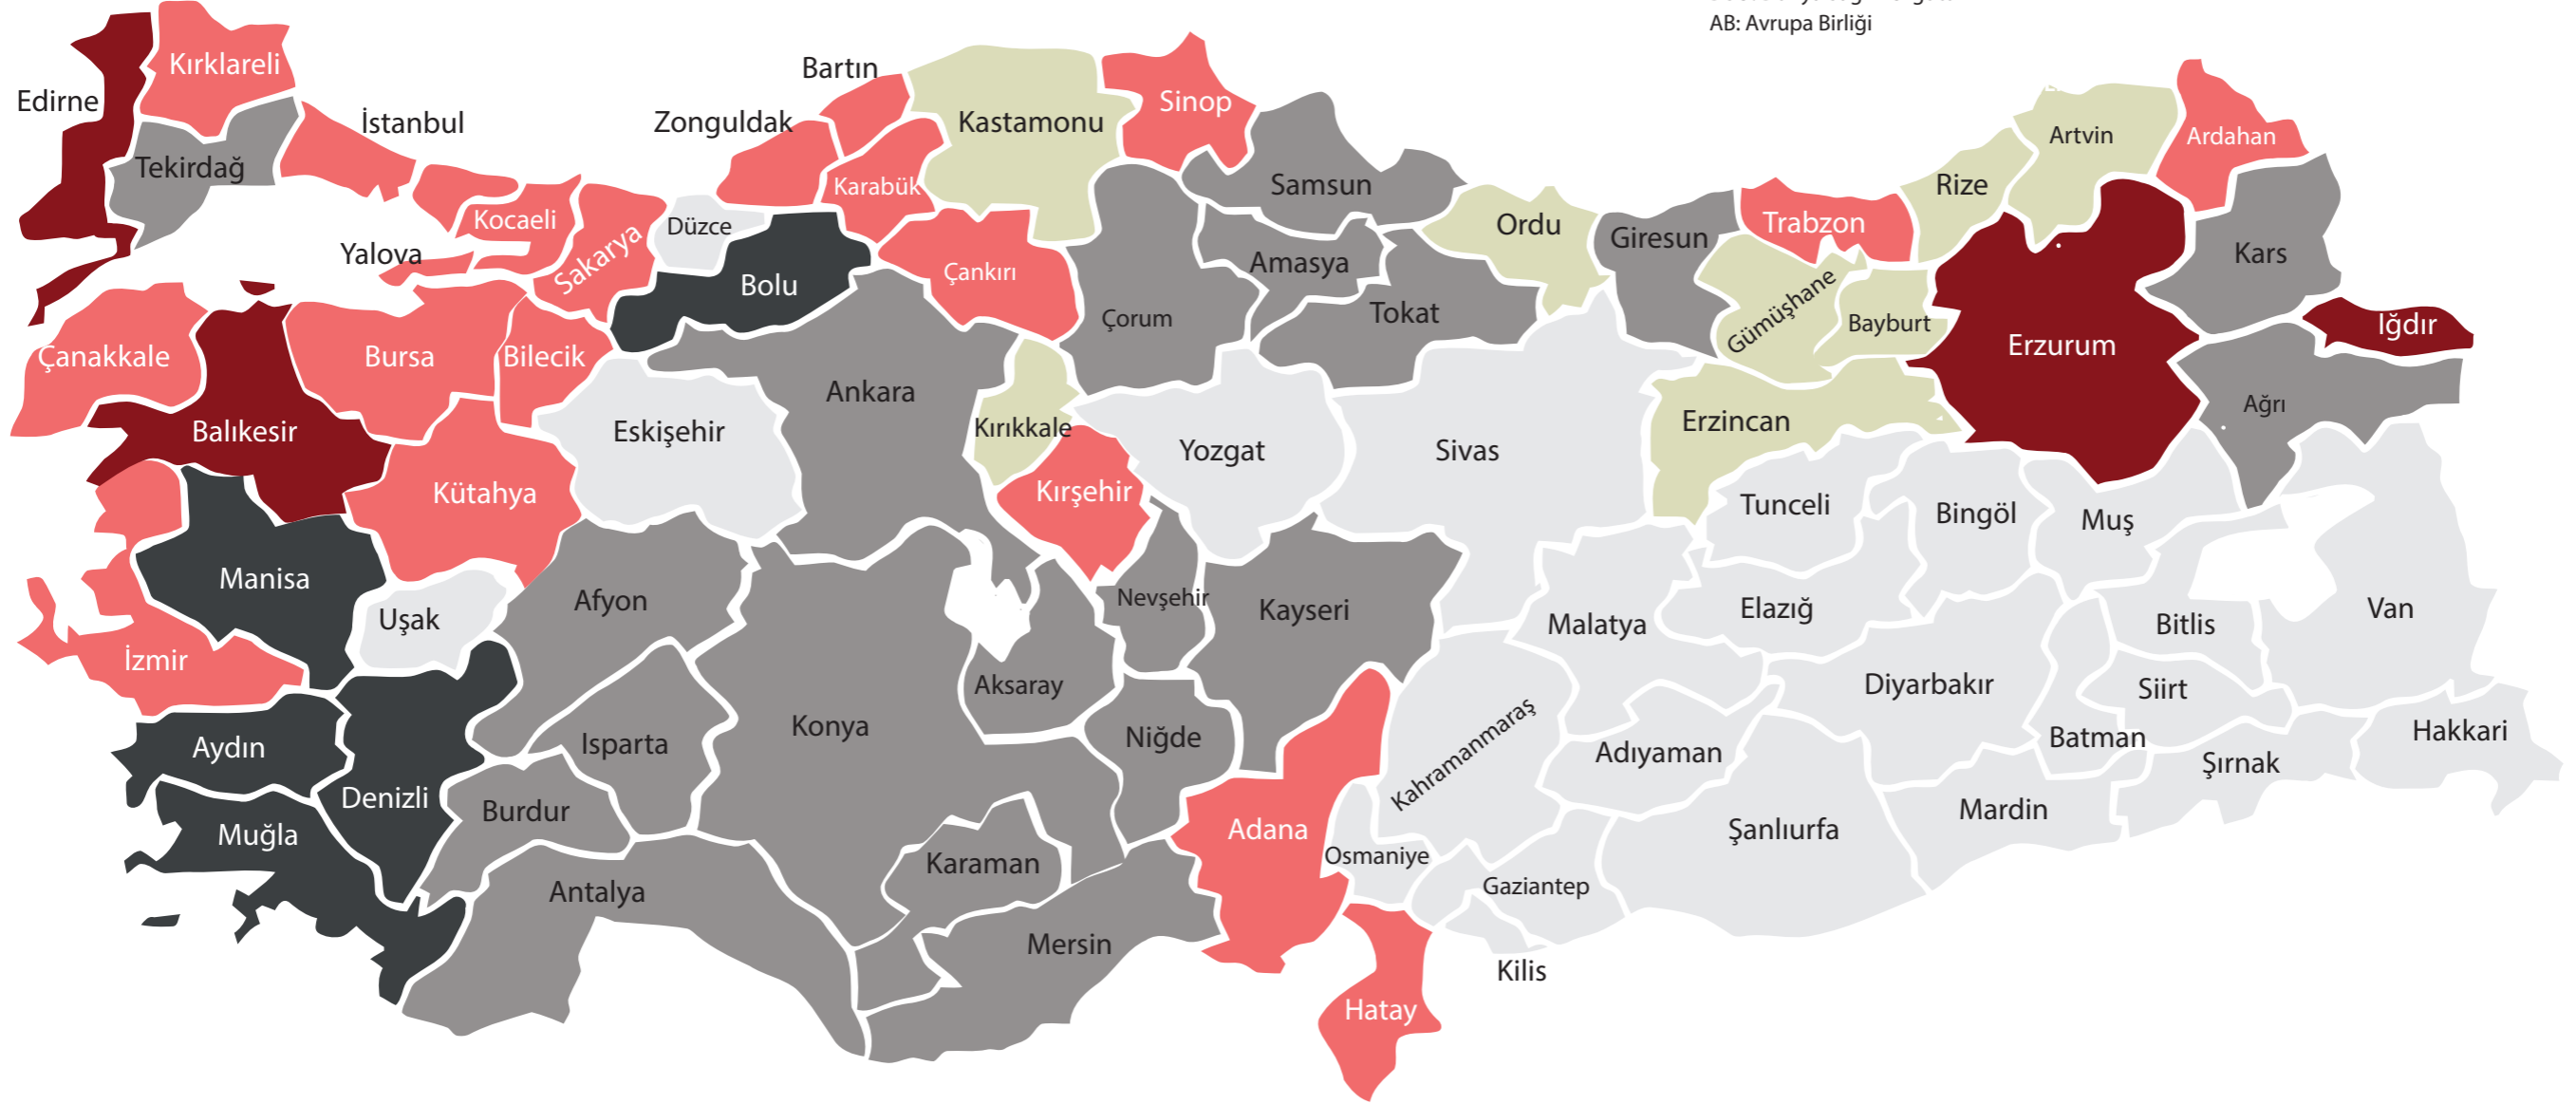 AB: Avrupa Birliği
Kırklareli
Edirne
Tekirdağ
İstanbul
Bartın
Zonguldak
Karabük
Kastamonu
Sinop
Samsun
Artvin
Ardahan
Rize
Kocaeli
Yalova
Sakarya
Düzce
Bolu
Çankırı
Çorum
Amasya
Tokat
Ordu
Giresun
Trabzon
Gümüşhane
Bayburt
Erzurum
Kars
Iğdır
Ağrı
Çanakkale
Balıkesir
Bursa
Bilecik
Kütahya
Eskişehir
Ankara
Kırıkkale
Kırşehir
Yozgat
Sivas
Erzincan
Tunceli
Bingöl
Muş
Manisa
Uşak
Afyon
Nevşehir
Kayseri
Malatya
Elazığ
Bitlis
Van
İzmir
Aydın
Denizli
Muğla
Isparta
Burdur
Antalya
Konya
Aksaray
Niğde
Karaman
Mersin
Adana
Kahramanmaraş
Osmaniye
Hatay
Adıyaman
Gaziantep
Kilis
Şanlıurfa
Diyarbakır
Mardin
Batman
Siirt
Şırnak
Hakkari